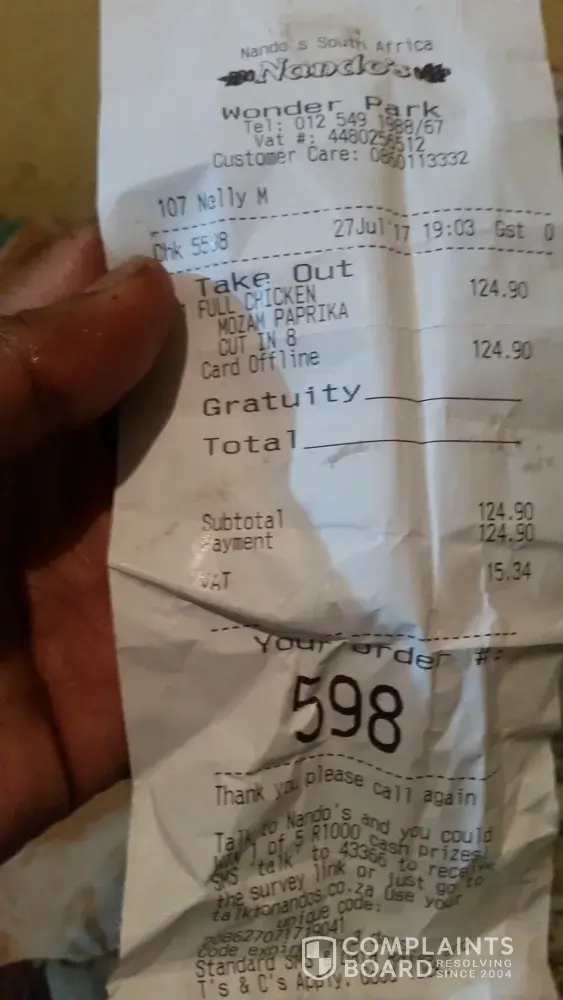 Nando's South Africa
Nando's
Wonder Park
Tel: 012 549 1988/67
Vat #: 4480256512
Customer Care: 0860113332
107 Nelly M
Chk 5598
27Jul'17 19:03 Gst 0
Take Out
FULL CHICKEN 124.90
MOZAM PAPRIKA
CUT IN 8
Card Offline 124.90
Gratuity
Total
Subtotal 124.90
Payment 124.90
VAT 15.34
Your order #:
598
Thank you please call again
Talk to Nando's and you could
win 1 of 5 R1000 cash prizes!
SMS 'talk' to 43366 to receive
the survey link or just go to
talktonandos.co.za Use your
unique code:
Code
Standard
T's & C's Apply.
COMPLAINTS
BOARD RESOLVING
SINCE 2004